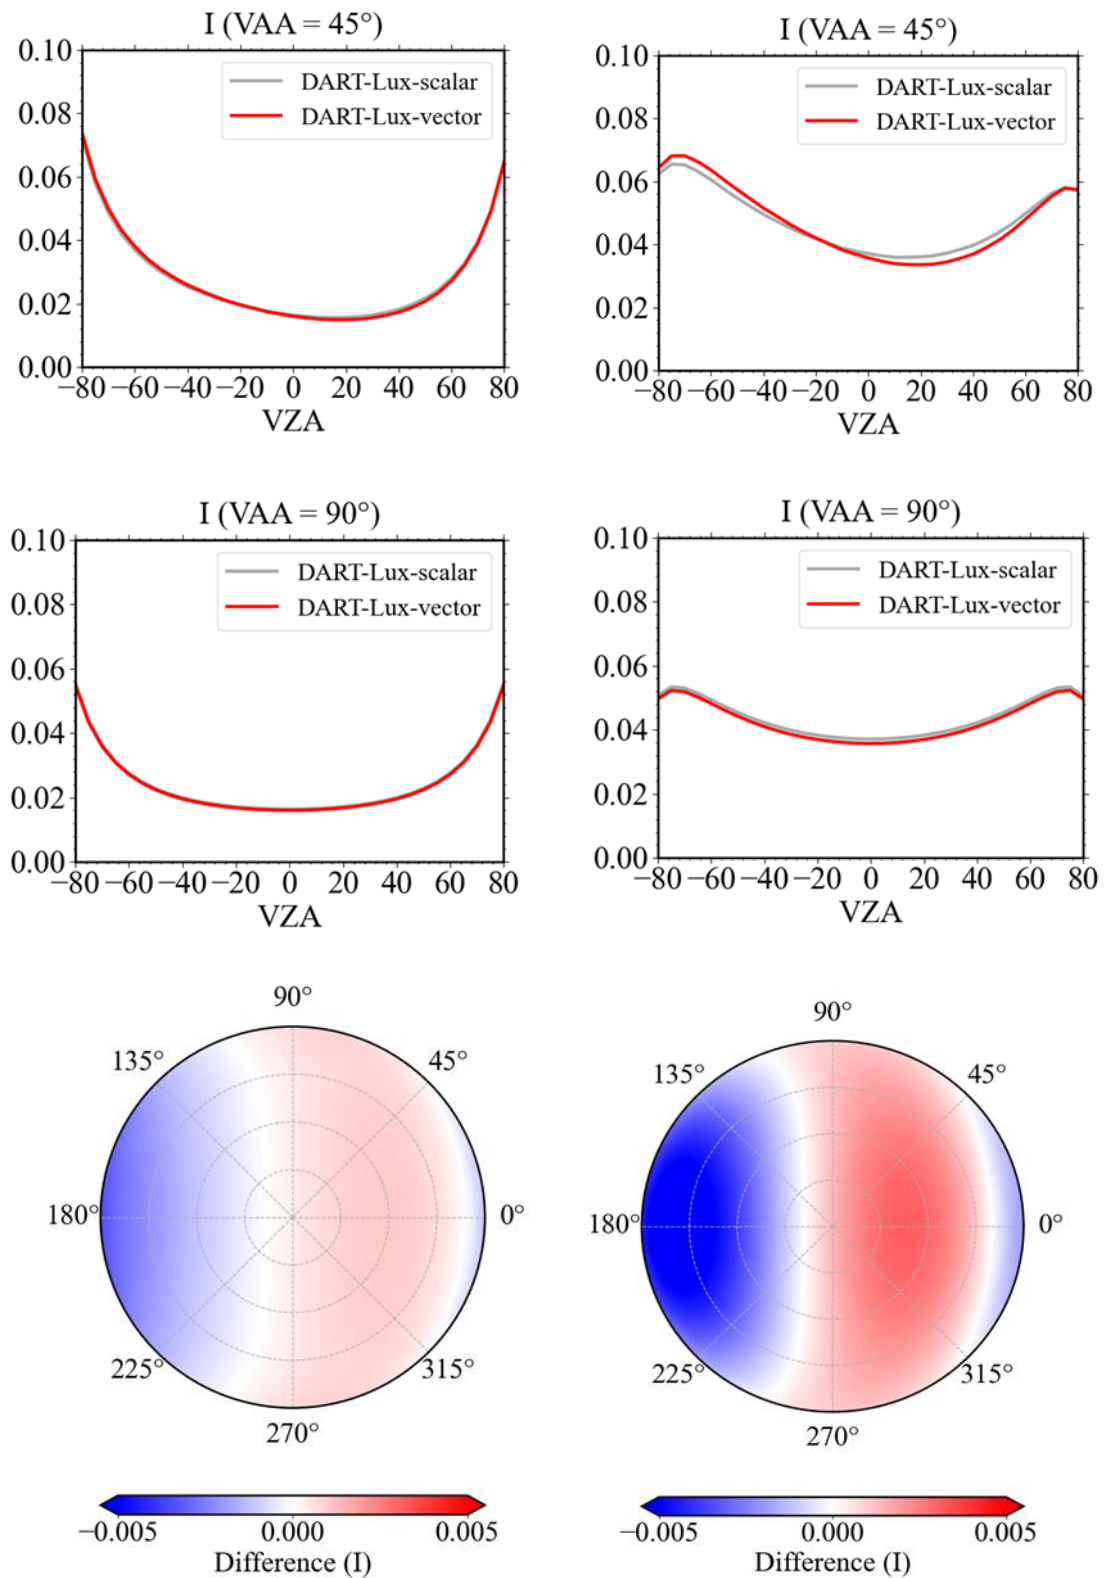 I (VAA = 45°)
0.10
0.08
0.06
0.04
0.02
0.00
DART-Lux-scalar
DART-Lux-vector
−80 −60 −40 −20 0 20 40 60 80
VZA
I (VAA = 45°)
0.10
0.08
0.06
0.04
0.02
0.00
DART-Lux-scalar
DART-Lux-vector
−80 −60 −40 −20 0 20 40 60 80
VZA
I (VAA = 90°)
0.10
0.08
0.06
0.04
0.02
0.00
DART-Lux-scalar
DART-Lux-vector
−80 −60 −40 −20 0 20 40 60 80
VZA
I (VAA = 90°)
0.10
0.08
0.06
0.04
0.02
0.00
DART-Lux-scalar
DART-Lux-vector
−80 −60 −40 −20 0 20 40 60 80
VZA
90°
135° 45°
180° 0°
225° 315°
270°
−0.005 0.000 0.005
Difference (I)
90°
135° 45°
180° 0°
225° 315°
270°
−0.005 0.000 0.005
Difference (I)